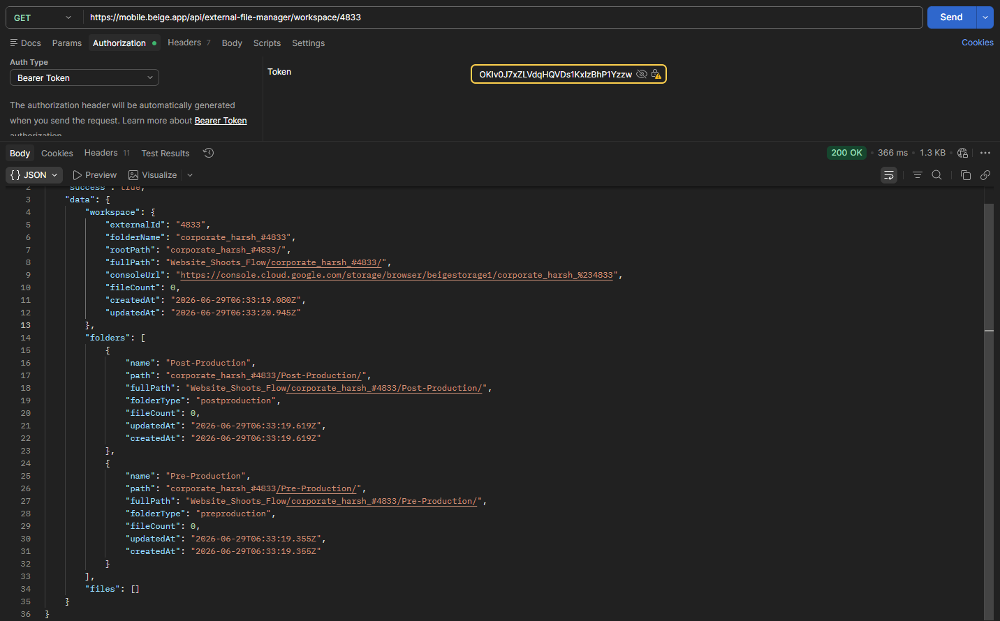 GET https://mobile.beige.app/api/external-file-manager/workspace/4833 Send
Docs Params Authorization Headers 7 Body Scripts Settings Cookies
Auth Type
Bearer Token
The authorization header will be automatically generated
when you send the request. Learn more about Bearer Token
authorization
Token
OKIv0J7xZLVdqHQVDs1KxIzBhP1Yzzw
Body Cookies Headers 11 Test Results 200 OK 366 ms 1.3 KB
{} JSON Preview Visualize
2 "success": true,
3 "data": {
4 "workspace": {
5 "externalId": "4833",
6 "folderName": "corporate_harsh_#4833",
7 "rootPath": "corporate_harsh_#4833/",
8 "fullPath": "Website_Shoots_Flow/corporate_harsh_#4833/",
9 "consoleUrl": "https://console.cloud.google.com/storage/browser/beigestorage1/corporate_harsh_%234833",
10 "fileCount": 0,
11 "createdAt": "2026-06-29T06:33:19.080Z",
12 "updatedAt": "2026-06-29T06:33:20.945Z"
13 },
14 "folders": [
15 {
16 "name": "Post-Production",
17 "path": "corporate_harsh_#4833/Post-Production/",
18 "fullPath": "Website_Shoots_Flow/corporate_harsh_#4833/Post-Production/",
19 "folderType": "postproduction",
20 "fileCount": 0,
21 "updatedAt": "2026-06-29T06:33:19.619Z",
22 "createdAt": "2026-06-29T06:33:19.619Z"
23 },
24 {
25 "name": "Pre-Production",
26 "path": "corporate_harsh_#4833/Pre-Production/",
27 "fullPath": "Website_Shoots_Flow/corporate_harsh_#4833/Pre-Production/",
28 "folderType": "preproduction",
29 "fileCount": 0,
30 "updatedAt": "2026-06-29T06:33:19.355Z",
31 "createdAt": "2026-06-29T06:33:19.355Z"
32 }
33 ],
34 "files": []
35 }
36 }